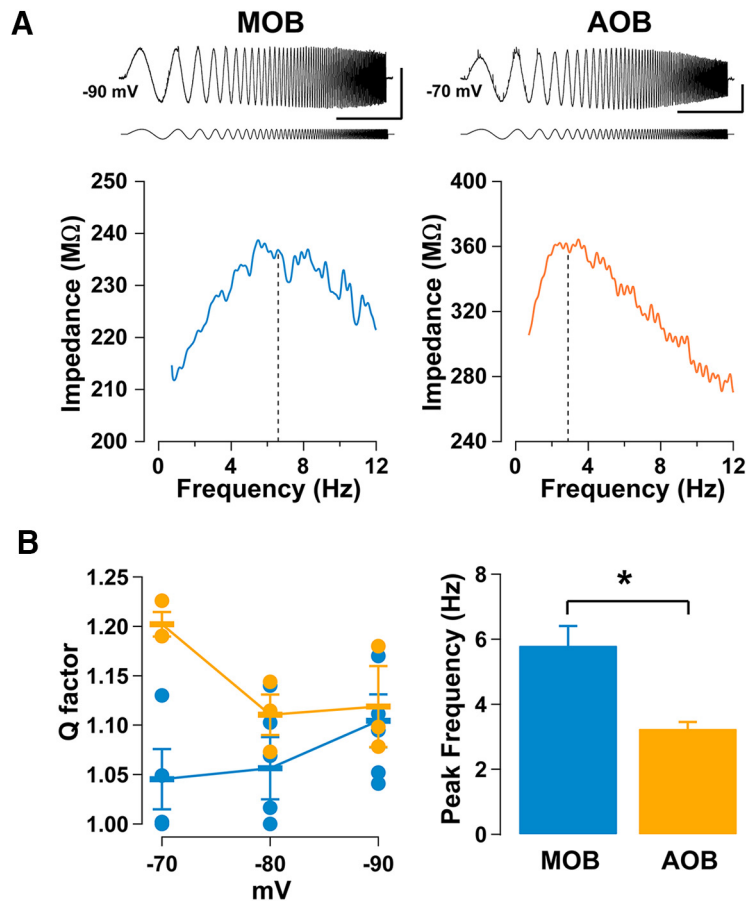 A
MOB
AOB
-90 mV
-70 mV
250
240
230
220
210
200
Impedance (MΩ)
0 4 8 12
Frequency (Hz)
400
360
320
280
240
Impedance (MΩ)
0 4 8 12
Frequency (Hz)
B
1.25
1.20
1.15
1.10
1.05
1.00
Q factor
-70 -80 -90
mV
8
6
4
2
0
Peak Frequency (Hz)
*
MOB AOB